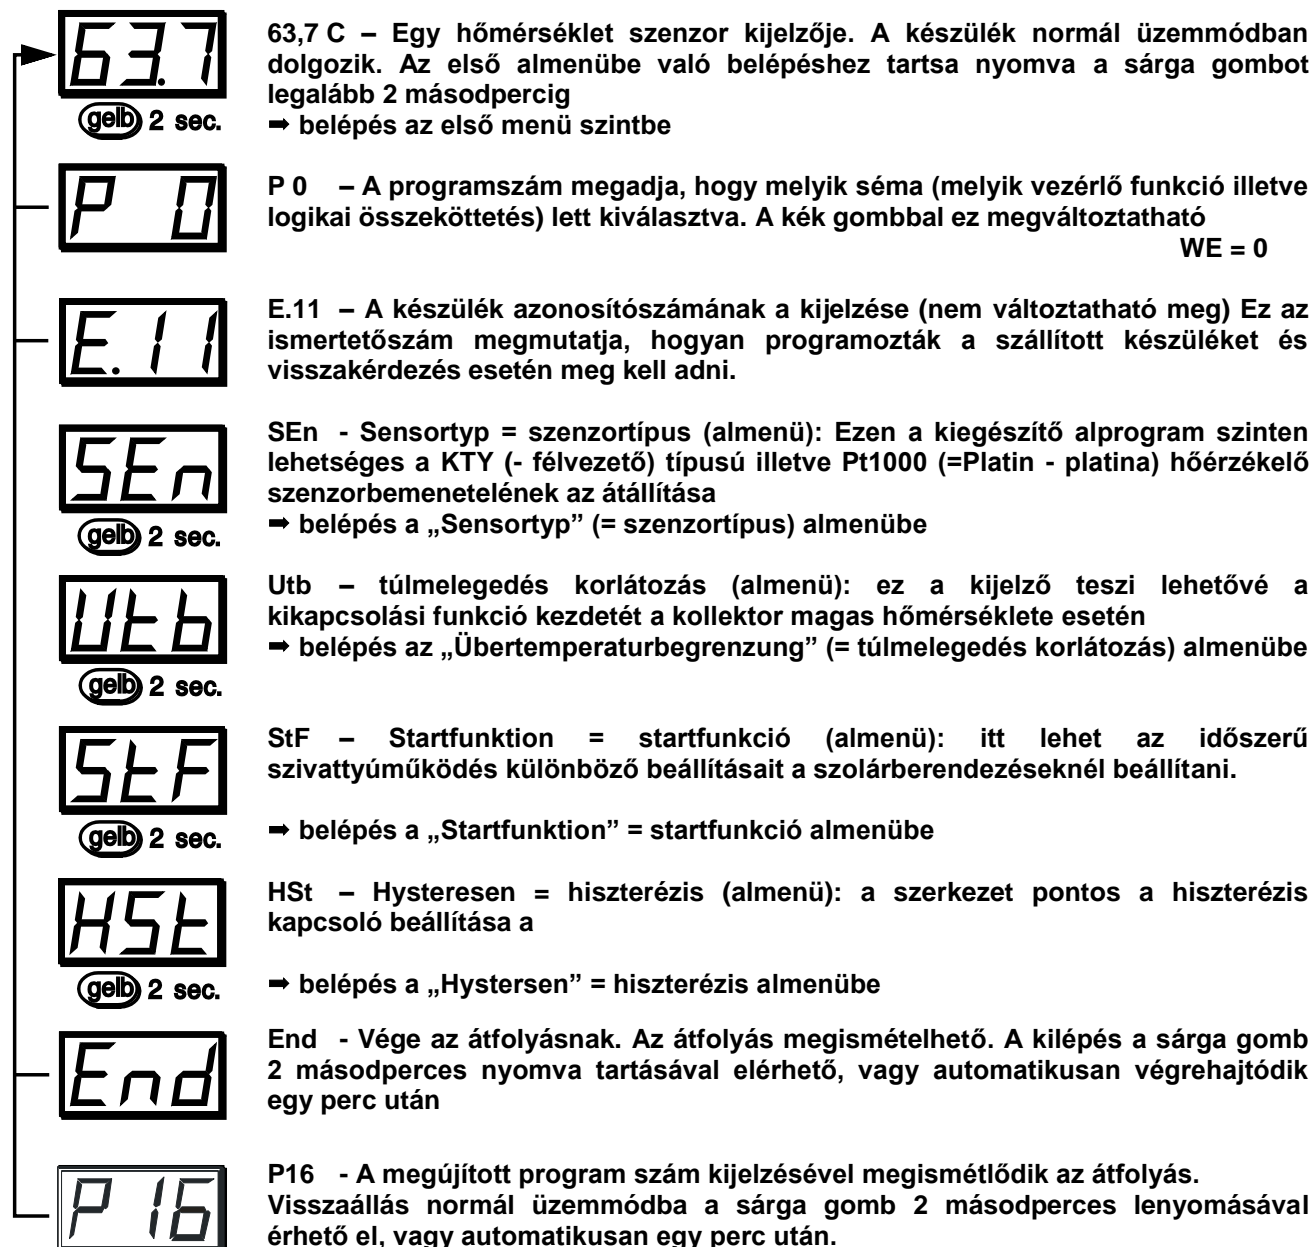 63.7
63,7 C – Egy hőmérséklet szenzor kijelzője. A készülék normál üzemmódban
dolgozik. Az első almenübe való belépéshez tartsa nyomva a sárga gombot
legalább 2 másodpercig
gelb 2 sec.
➡ belépés az első menü szintbe
P 0
P 0 – A programszám megadja, hogy melyik séma (melyik vezérlő funkció illetve
logikai összeköttetés) lett kiválasztva. A kék gombbal ez megváltoztatható
WE = 0
E.11
E.11 – A készülék azonosítószámának a kijelzése (nem változtatható meg) Ez az
ismertetőszám megmutatja, hogyan programozták a szállított készüléket és
visszakérdezés esetén meg kell adni.
SEn
SEn - Sensortyp = szenzortípus (almenü): Ezen a kiegészítő alprogram szinten
lehetséges a KTY (- félvezető) típusú illetve Pt1000 (=Platin - platina) hőérzékelő
szenzorbemenetelének az átállítása
gelb 2 sec.
➡ belépés a „Sensortyp” (= szenzortípus) almenübe
Utb
Utb – túlmelegedés korlátozás (almenü): ez a kijelző teszi lehetővé a
kikapcsolási funkció kezdetét a kollektor magas hőmérséklete esetén
➡ belépés az „Übertemperaturbegrenzung” (= túlmelegedés korlátozás) almenübe
gelb 2 sec.
StF
StF – Startfunktion = startfunkció (almenü): itt lehet az időszerű
szivattyúműködés különböző beállításait a szolárberendezéseknél beállítani.
gelb 2 sec.
➡ belépés a „Startfunktion” = startfunkció almenübe
HSt
HSt – Hysteresen = hiszterézis (almenü): a szerkezet pontos a hiszterézis
kapcsoló beállítása a
gelb 2 sec.
➡ belépés a „Hystersen” = hiszterézis almenübe
End
End - Vége az átfolyásnak. Az átfolyás megismételhető. A kilépés a sárga gomb
2 másodperces nyomva tartásával elérhető, vagy automatikusan végrehajtódik
egy perc után
P 16
P16 - A megújított program szám kijelzésével megismétlődik az átfolyás.
Visszaállás normál üzemmódba a sárga gomb 2 másodperces lenyomásával
érhető el, vagy automatikusan egy perc után.